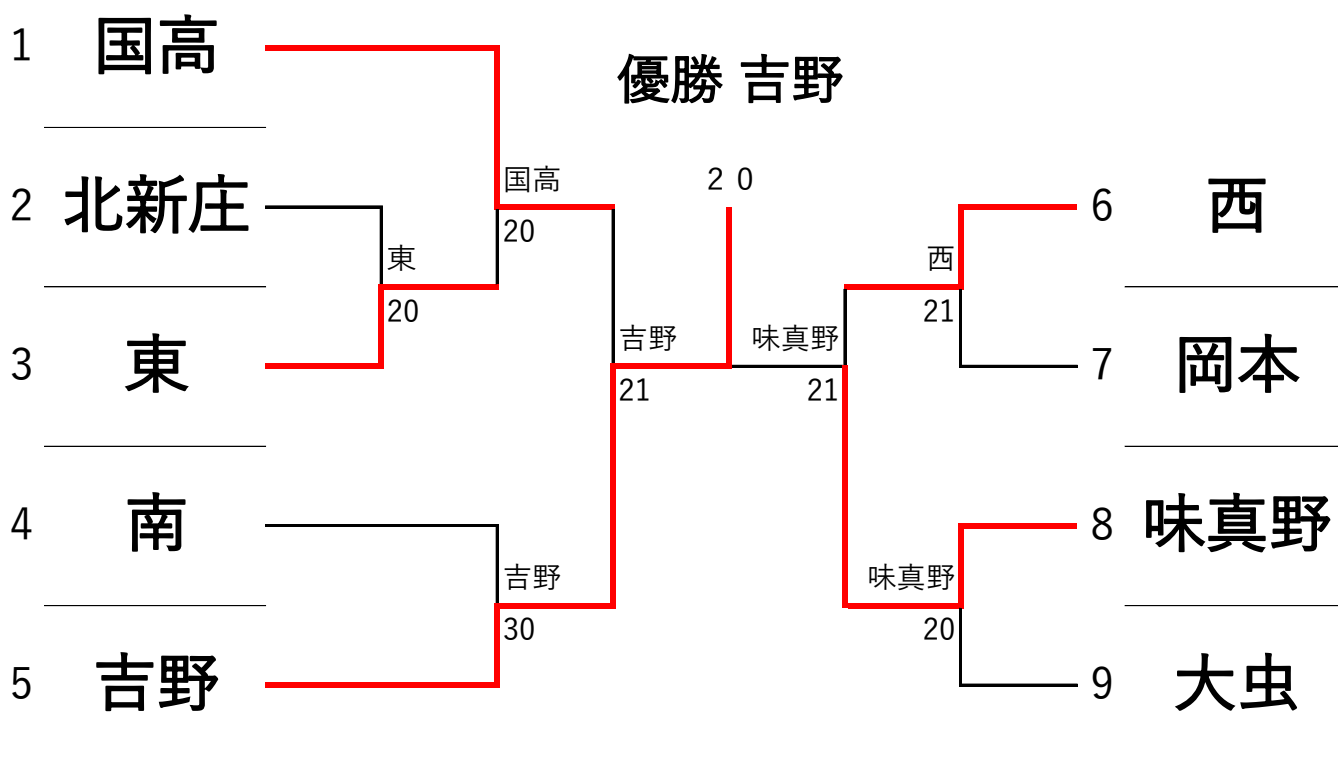 優勝 吉野
1 国高
2 北新庄
3 東
4 南
5 吉野
東
20
国高
20
吉野
30
吉野
21
２０
味真野
21
西
21
味真野
20
6 西
7 岡本
8 味真野
9 大虫